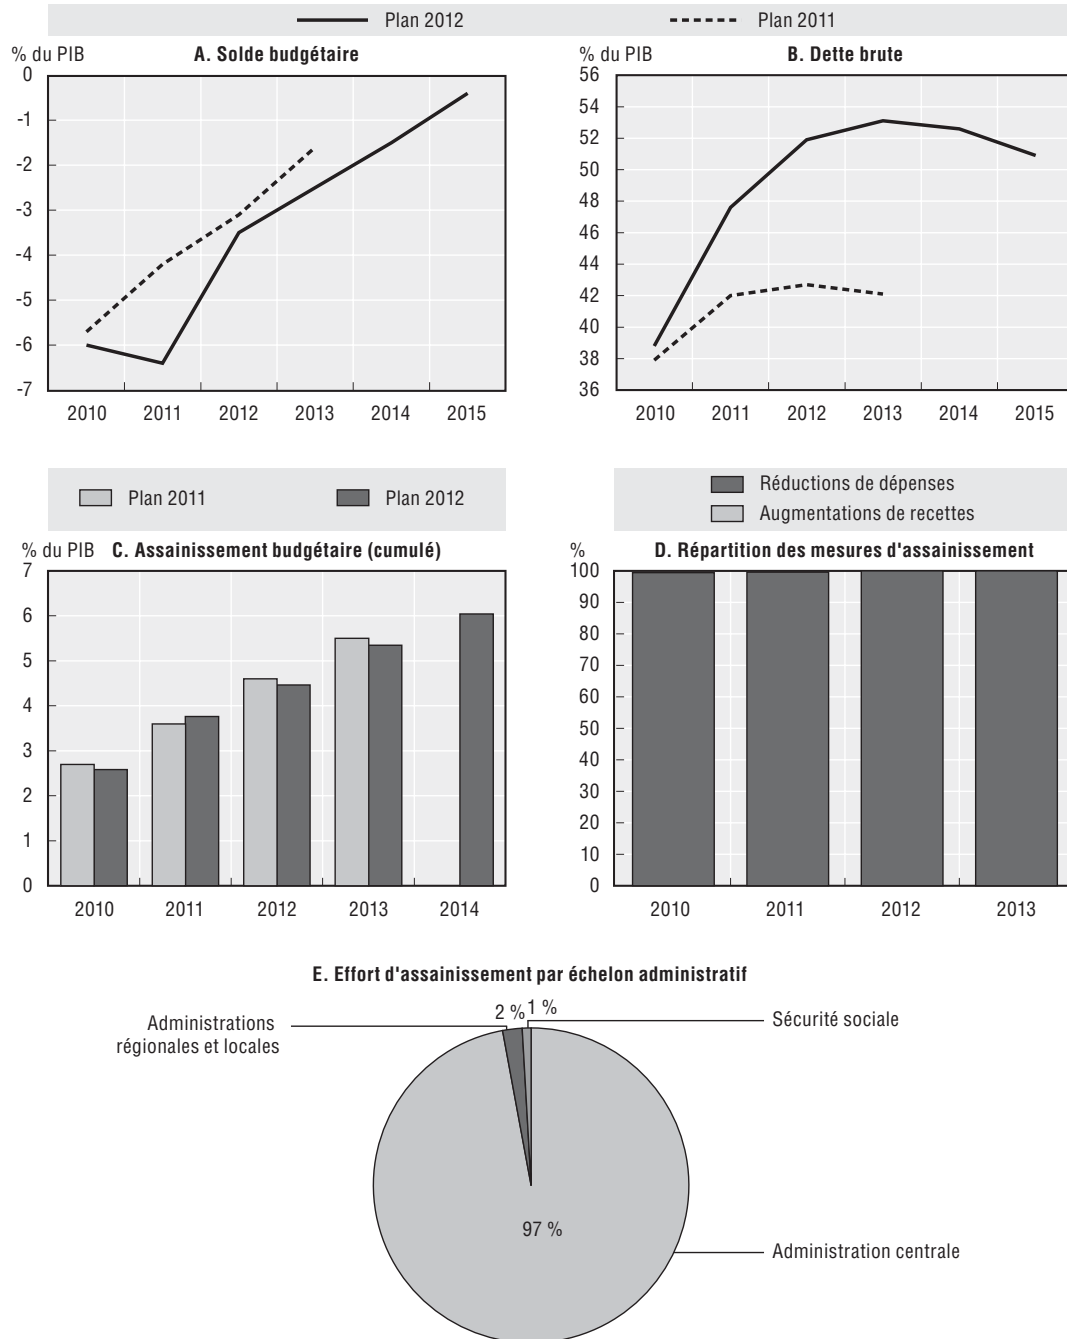 Plan 2012 Plan 2011
% du PIB A. Solde budgétaire
0
-1
-2
-3
-4
-5
-6
-7
2010 2011 2012 2013 2014 2015
% du PIB B. Dette brute
56
54
52
50
48
46
44
42
40
38
36
2010 2011 2012 2013 2014 2015
Plan 2011 Plan 2012
% du PIB C. Assainissement budgétaire (cumulé)
7
6
5
4
3
2
1
0
2010 2011 2012 2013 2014
Réductions de dépenses
Augmentations de recettes
% D. Répartition des mesures d'assainissement
100
90
80
70
60
50
40
30
20
10
0
2010 2011 2012 2013
E. Effort d'assainissement par échelon administratif
Administrations
régionales et locales
2 % 1 %
Sécurité sociale
97 %
Administration centrale